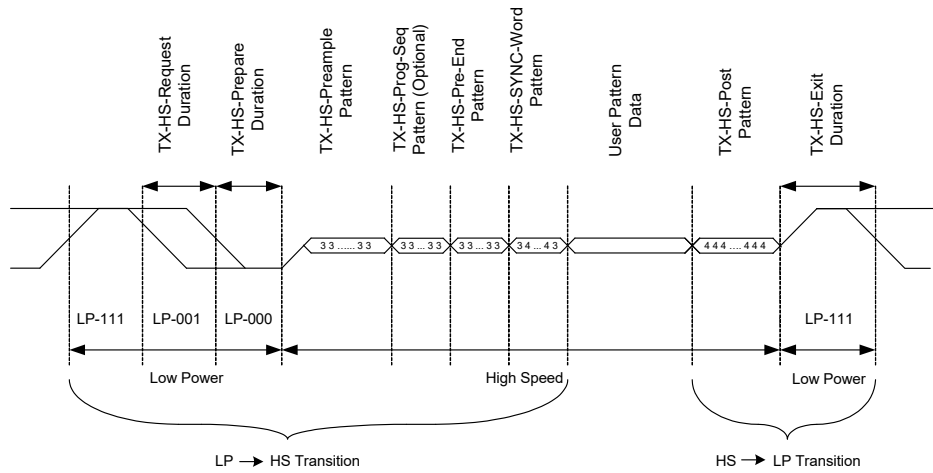 TX-HS-Request
Duration
TX-HS-Prepare
Duration
TX-HS-Preample
Pattern
TX-HS-Prog-Seq
Pattern (Optional)
TX-HS-Pre-End
Pattern
TX-HS-SYNC-Word
Pattern
User Pattern
Data
TX-HS-Post
Pattern
TX-HS-Exit
Duration
3 3 ...... 3 3
3 3 ... 3 3
3 3 ... 3 3
3 4 ... 4 3
4 4 4 .... 4 4 4
LP-111
LP-001
LP-000
LP-111
Low Power
High Speed
Low Power
LP → HS Transition
HS → LP Transition